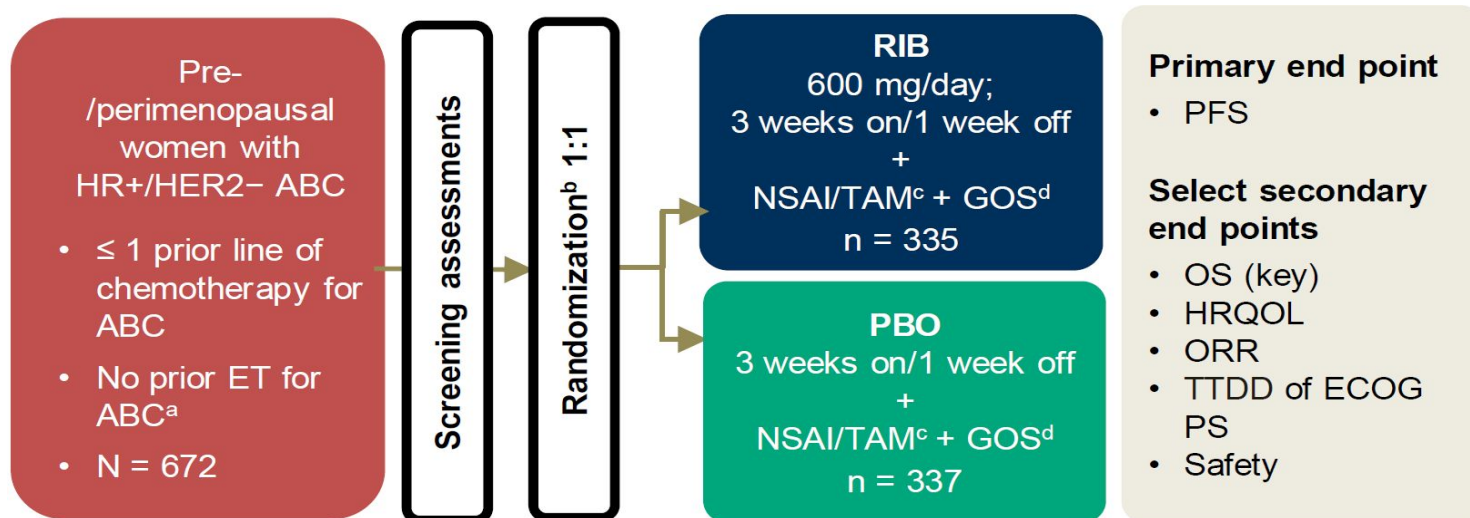 Pre-
/perimenopausal
women with
HR+/HER2− ABC
• ≤ 1 prior line of
chemotherapy for
ABC
• No prior ET for
ABCᵃ
• N = 672
Screening assessments
Randomizationᵇ 1:1
RIB
600 mg/day;
3 weeks on/1 week off
+
NSAI/TAMᶜ + GOSᵈ
n = 335
PBO
3 weeks on/1 week off
+
NSAI/TAMᶜ + GOSᵈ
n = 337
Primary end point
• PFS
Select secondary
end points
• OS (key)
• HRQOL
• ORR
• TTDD of ECOG
PS
• Safety